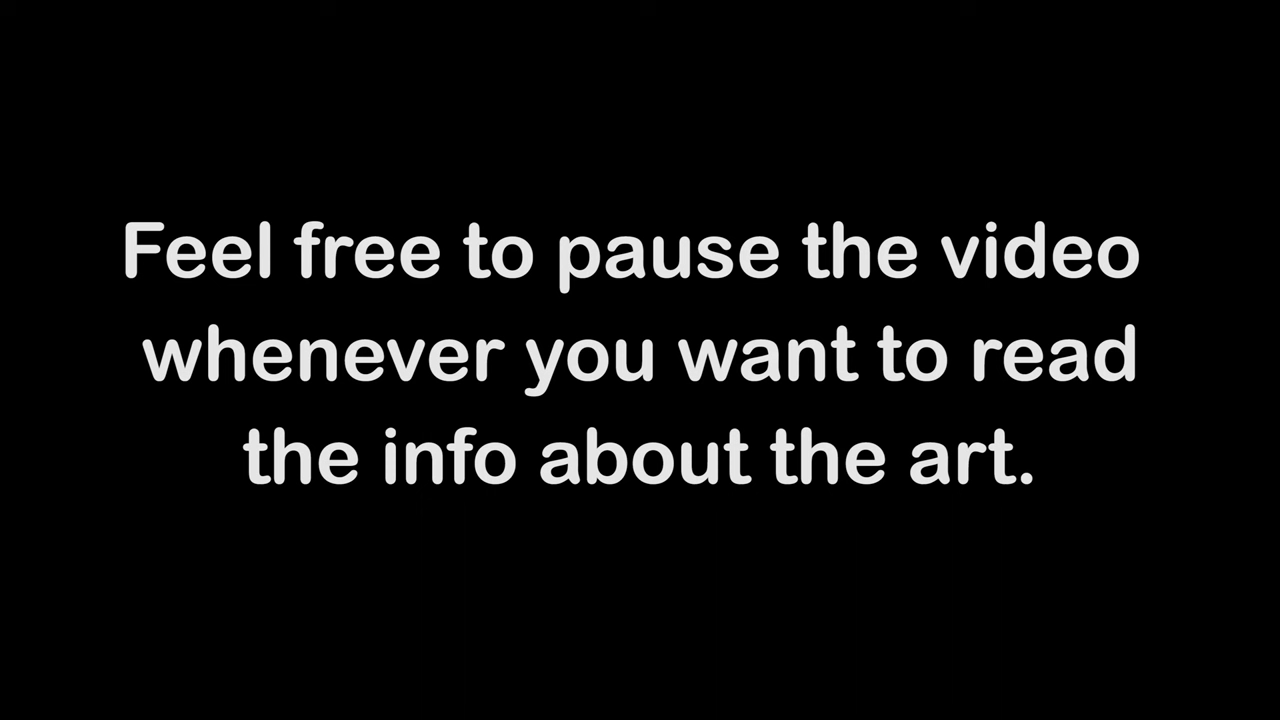 Feel free to pause the video
whenever you want to read
the info about the art.